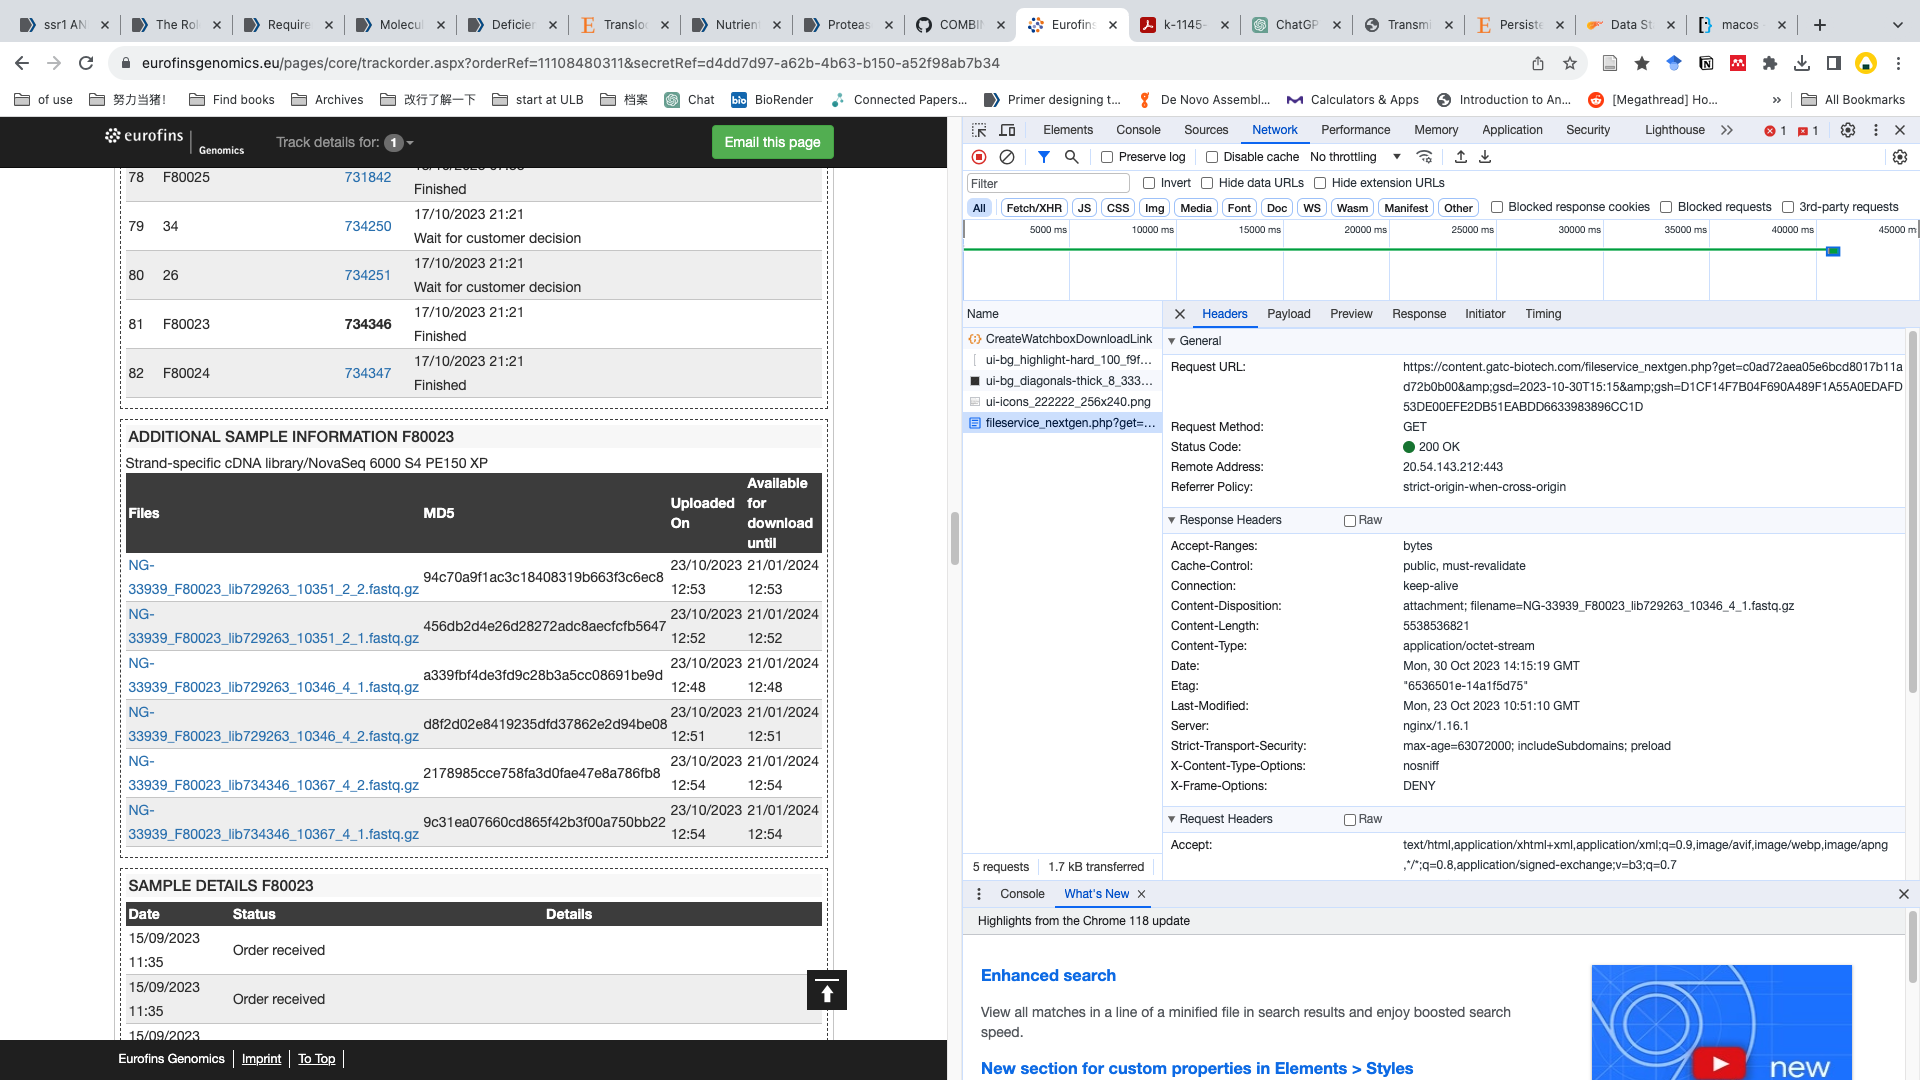 ssr1 AN
The Rol
Require
Molecul
Deficien
Transloc
Nutrient
Proteas
COMBIN
Eurofins
k-1145-
ChatGP
Transmi
Persiste
Data St
macos
eurofinsgenomics.eu/pages/core/trackorder.aspx?orderRef=11108480311&secretRef=d4dd7d97-a62b-4b63-b150-a52f98ab7b34
of use
努力当猪!
Find books
Archives
改行了解一下
start at ULB
档案
Chat
BioRender
Connected Papers...
Primer designing t...
De Novo Assembl...
Calculators & Apps
Introduction to An...
[Megathread] Ho...
»
All Bookmarks
eurofins
Genomics
Track details for: 1
Email this page
78 F80025 731842
Finished
79 34 734250 17/10/2023 21:21
Wait for customer decision
80 26 734251 17/10/2023 21:21
Wait for customer decision
81 F80023 734346 17/10/2023 21:21
Finished
82 F80024 734347 17/10/2023 21:21
Finished
ADDITIONAL SAMPLE INFORMATION F80023
Strand-specific cDNA library/NovaSeq 6000 S4 PE150 XP
Files MD5 Uploaded On Available for download until
NG-33939_F80023_lib729263_10351_2_2.fastq.gz 94c70a9f1ac3c18408319b663f3c6ec8 23/10/2023 12:53 21/01/2024 12:53
NG-33939_F80023_lib729263_10351_2_1.fastq.gz 456db2d4e26d28272adc8aecfcfb5647 23/10/2023 12:52 21/01/2024 12:52
NG-33939_F80023_lib729263_10346_4_1.fastq.gz a339fbf4de3fd9c28b3a5cc08691be9d 23/10/2023 12:48 21/01/2024 12:48
NG-33939_F80023_lib729263_10346_4_2.fastq.gz d8f2d02e8419235dfd37862e2d94be08 23/10/2023 12:51 21/01/2024 12:51
NG-33939_F80023_lib734346_10367_4_2.fastq.gz 2178985cce758fa3d0fae47e8a786fb8 23/10/2023 12:54 21/01/2024 12:54
NG-33939_F80023_lib734346_10367_4_1.fastq.gz 9c31ea07660cd865f42b3f00a750bb22 23/10/2023 12:54 21/01/2024 12:54
SAMPLE DETAILS F80023
Date Status Details
15/09/2023 11:35 Order received
15/09/2023 11:35 Order received
15/09/2023
Eurofins Genomics | Imprint | To Top |
Elements Console Sources Network Performance Memory Application Security Lighthouse » 1 1
Preserve log Disable cache No throttling
Filter Invert Hide data URLs Hide extension URLs
All Fetch/XHR JS CSS Img Media Font Doc WS Wasm Manifest Other Blocked response cookies Blocked requests 3rd-party requests
5000 ms 10000 ms 15000 ms 20000 ms 25000 ms 30000 ms 35000 ms 40000 ms 45000 m
Name
CreateWatchboxDownloadLink
ui-bg_highlight-hard_100_f9f...
ui-bg_diagonals-thick_8_333...
ui-icons_222222_256x240.png
fileservice_nextgen.php?get=...
5 requests 1.7 kB transferred
Headers Payload Preview Response Initiator Timing
General
Request URL: https://content.gatc-biotech.com/fileservice_nextgen.php?get=c0ad72aea05e6bcd8017b11a
d72b0b00&amp;gsd=2023-10-30T15:15&amp;gsh=D1CF14F7B04F690A489F1A55A0EDAFD
53DE00EFE2DB51EABDD6633983896CC1D
Request Method: GET
Status Code: 200 OK
Remote Address: 20.54.143.212:443
Referrer Policy: strict-origin-when-cross-origin
Response Headers Raw
Accept-Ranges: bytes
Cache-Control: public, must-revalidate
Connection: keep-alive
Content-Disposition: attachment; filename=NG-33939_F80023_lib729263_10346_4_1.fastq.gz
Content-Length: 5538536821
Content-Type: application/octet-stream
Date: Mon, 30 Oct 2023 14:15:19 GMT
Etag: "6536501e-14a1f5d75"
Last-Modified: Mon, 23 Oct 2023 10:51:10 GMT
Server: nginx/1.16.1
Strict-Transport-Security: max-age=63072000; includeSubdomains; preload
X-Content-Type-Options: nosniff
X-Frame-Options: DENY
Request Headers Raw
Accept: text/html,application/xhtml+xml,application/xml;q=0.9,image/avif,image/webp,image/apng
,*/*;q=0.8,application/signed-exchange;v=b3;q=0.7
Console What's New
Highlights from the Chrome 118 update
Enhanced search
View all matches in a line of a minified file in search results and enjoy boosted search
speed.
New section for custom properties in Elements > Styles
new